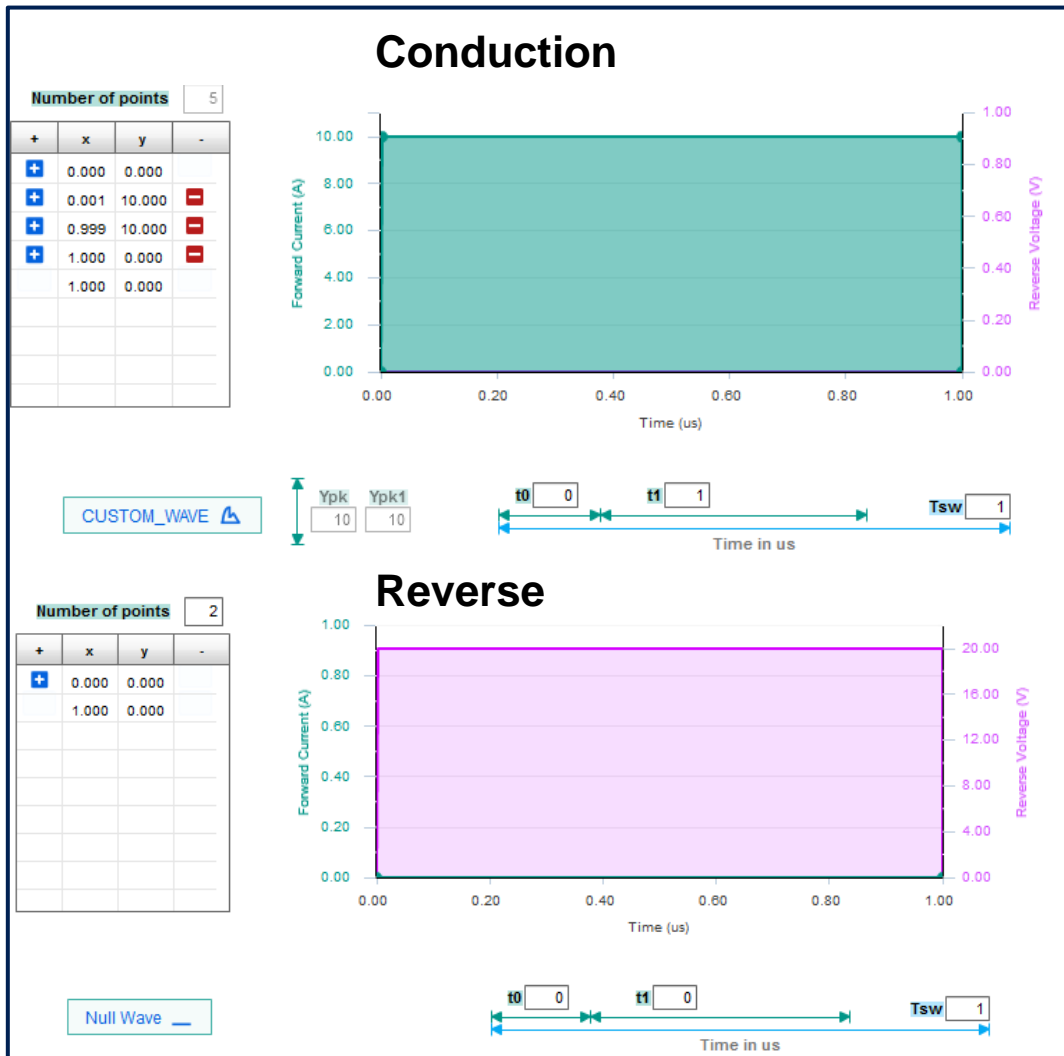 Conduction
Number of points 5
+ x y -
0.000 0.000
0.001 10.000
0.999 10.000
1.000 0.000
1.000 0.000
Forward Current (A)
10.00
8.00
6.00
4.00
2.00
0.00
1.00
0.80
0.60
0.40
0.20
0.00
Reverse Voltage (V)
0.00 0.20 0.40 0.60 0.80 1.00
Time (us)
CUSTOM_WAVE
Ypk Ypk1
10 10
t0 0 t1 1 Tsw 1
Time in us
Reverse
Number of points 2
+ x y -
0.000 0.000
1.000 0.000
Forward Current (A)
1.00
0.80
0.60
0.40
0.20
0.00
20.00
16.00
12.00
8.00
4.00
0.00
Reverse Voltage (V)
0.00 0.20 0.40 0.60 0.80 1.00
Time (us)
Null Wave
t0 0 t1 0 Tsw 1
Time in us